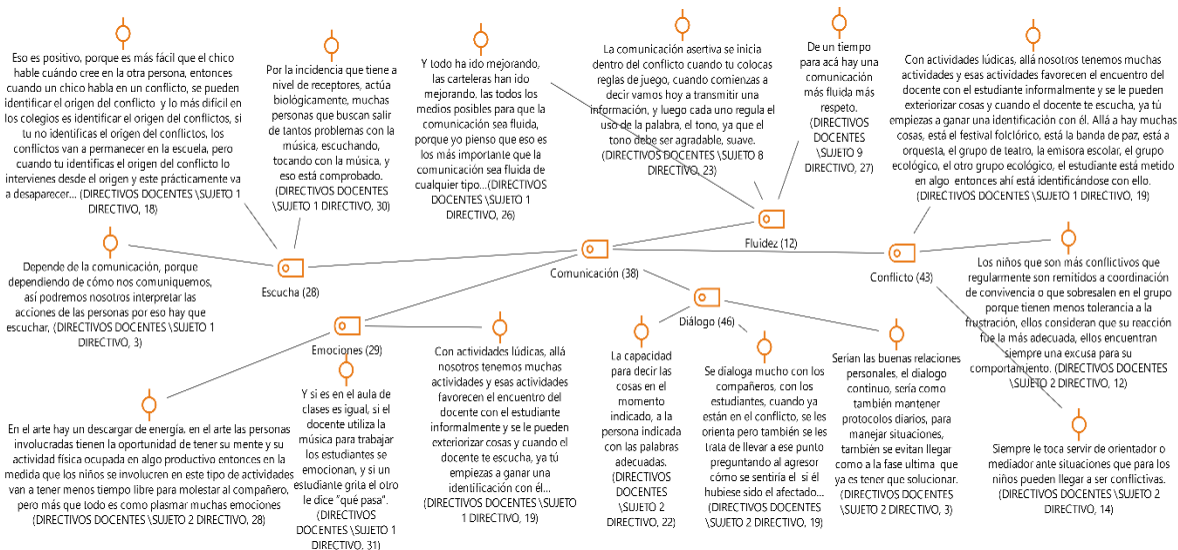 Eso es positivo, porque es más fácil que el chico
hable cuándo cree en la otra persona, entonces
cuando un chico habla en un conflicto, se pueden
identificar el origen del conflicto y lo más difícil en
los colegios es identificar el origen del conflictos, si
tu no identificas el origen del conflictos, los
conflictos van a permanecer en la escuela, pero
cuando tu identificas el origen del conflicto lo
intervienes desde el origen y este prácticamente va
a desaparecer... (DIRECTIVOS DOCENTES \SUJETO 1
DIRECTIVO, 18)
Por la incidencia que tiene a
nivel de receptores, actúa
biológicamente, muchas
personas que buscan salir
de tantos problemas con la
música, escuchando,
tocando con la música, y
eso está comprobado.
(DIRECTIVOS DOCENTES
\SUJETO 1 DIRECTIVO, 30)
Y todo ha ido mejorando,
las carteleras han ido
mejorando, las todos los
medios posibles para que la
comunicación sea fluida,
porque yo pienso que eso es
los más importante que la
comunicación sea fluida de
cualquier tipo...(DIRECTIVOS
DOCENTES \SUJETO 1
DIRECTIVO, 26)
La comunicación asertiva se inicia
dentro del conflicto cuando tu colocas
reglas de juego, cuando comienzas a
decir vamos hoy a transmitir una
información, y luego cada uno regula el
uso de la palabra, el tono, ya que el
tono debe ser agradable, suave.
(DIRECTIVOS DOCENTES \SUJETO 8
DIRECTIVO, 23)
De un tiempo
para acá hay una
comunicación
más fluida más
respeto.
(DIRECTIVOS
DOCENTES
\SUJETO 9
DIRECTIVO, 27)
Con actividades lúdicas, allá nosotros tenemos muchas
actividades y esas actividades favorecen el encuentro del
docente con el estudiante informalmente y se le pueden
exteriorizar cosas y cuando el docente te escucha, ya tú
empiezas a ganar una identificación con él. Allá a hay muchas
cosas, está el festival folclórico, está la banda de paz, está a
orquesta, el grupo de teatro, la emisora escolar, el grupo
ecológico, el otro grupo ecológico, el estudiante está metido
en algo entonces ahí está identificándose con ello.
(DIRECTIVOS DOCENTES \SUJETO 1 DIRECTIVO, 19)
Fluidez (12)
Comunicación (38)
Conflicto (43)
Escucha (28)
Diálogo (46)
Emociones (29)
Depende de la comunicación, porque
dependiendo de cómo nos comuniquemos,
así podremos nosotros interpretar las
acciones de las personas por eso hay que
escuchar, (DIRECTIVOS DOCENTES \SUJETO 1
DIRECTIVO, 3)
Los niños que son más conflictivos que
regularmente son remitidos a coordinación
de convivencia o que sobresalen en el grupo
porque tienen menos tolerancia a la
frustración, ellos consideran que su reacción
fue la más adecuada, ellos encuentran
siempre una excusa para su
comportamiento. (DIRECTIVOS DOCENTES
\SUJETO 2 DIRECTIVO, 12)
En el arte hay un descargar de energía, en el arte las personas
involucradas tienen la oportunidad de tener su mente y su
actividad física ocupada en algo productivo entonces en la
medida que los niños se involucren en este tipo de actividades
van a tener menos tiempo libre para molestar al compañero,
pero más que todo es como plasmar muchas emociones
(DIRECTIVOS DOCENTES \SUJETO 2 DIRECTIVO, 28)
Y si es en el aula de
clases es igual, si el
docente utiliza la
música para trabajar
los estudiantes se
emocionan, y si un
estudiante grita el otro
le dice "qué pasa".
(DIRECTIVOS
DOCENTES \SUJETO 1
DIRECTIVO, 31)
Con actividades lúdicas, allá
nosotros tenemos muchas
actividades y esas actividades
favorecen el encuentro del
docente con el estudiante
informalmente y se le pueden
exteriorizar cosas y cuando el
docente te escucha, ya tú
empiezas a ganar una
identificación con él...
(DIRECTIVOS DOCENTES \SUJETO
1 DIRECTIVO, 19)
La capacidad
para decir las
cosas en el
momento
indicado, a la
persona indicada
con las palabras
adecuadas.
(DIRECTIVOS
DOCENTES
\SUJETO 2
DIRECTIVO, 22)
Se dialoga mucho con los
compañeros, con los
estudiantes, cuando ya
están en el conflicto, se les
orienta pero también se les
trata de llevar a ese punto
preguntando al agresor
cómo se sentiría el si él
hubiese sido el afectado...
(DIRECTIVOS DOCENTES
\SUJETO 2 DIRECTIVO, 19)
Serian las buenas relaciones
personales, el dialogo
continuo, sería como
también mantener
protocolos diarios, para
manejar situaciones,
también se evitan llegar
como a la fase ultima que
ya es tener que solucionar.
(DIRECTIVOS DOCENTES
\SUJETO 2 DIRECTIVO, 3)
Siempre le toca servir de orientador o
mediador ante situaciones que para los
niños pueden llegar a ser conflictivas.
(DIRECTIVOS DOCENTES \SUJETO 2
DIRECTIVO, 14)